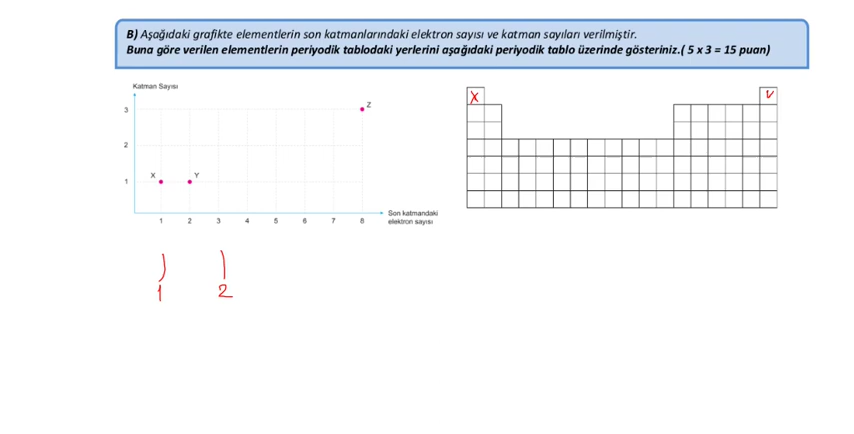 B) Aşağıdaki grafikte elementlerin son katmanlarındaki elektron sayısı ve katman sayıları verilmiştir.
Buna göre verilen elementlerin periyodik tablodaki yerlerini aşağıdaki periyodik tablo üzerinde gösteriniz.( 5 x 3 = 15 puan)
Katman Sayısı
3
Z
2
1
X
Y
1 2 3 4 5 6 7 8
Son katmandaki
elektron sayısı
X
1 2